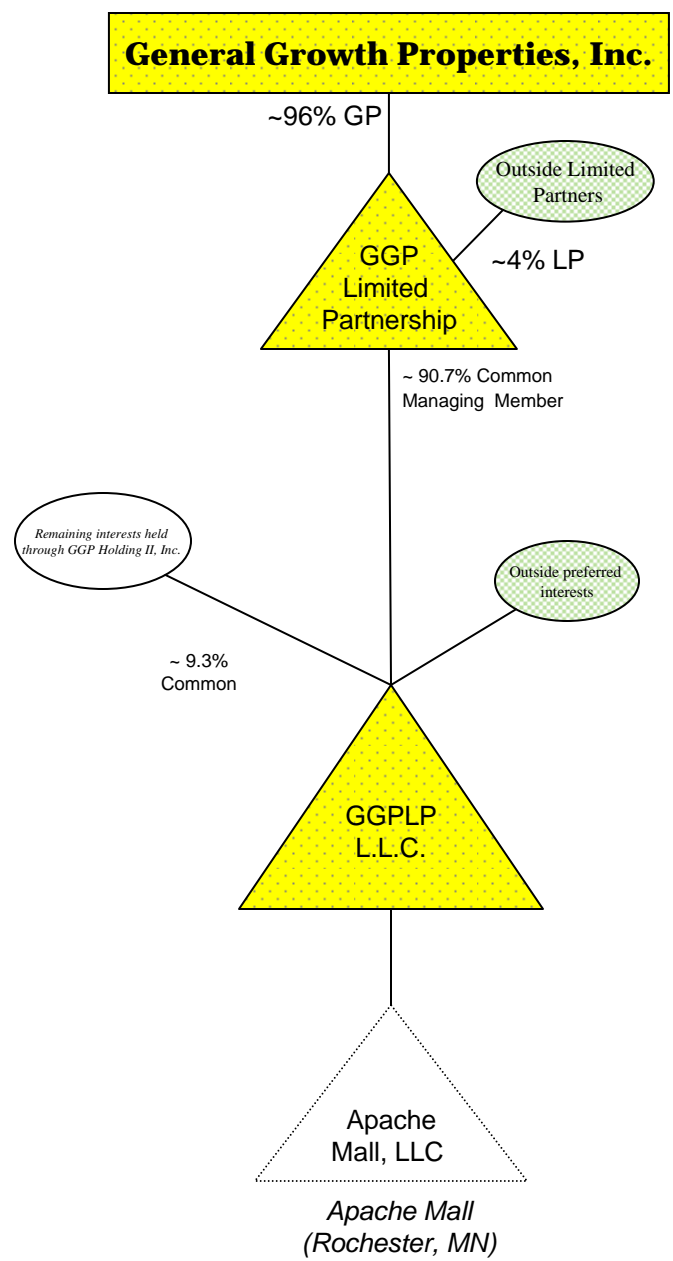 General Growth Properties, Inc.
~96% GP
Outside Limited
Partners
GGP
Limited
Partnership
~4% LP
~ 90.7% Common
Managing Member
Remaining interests held
through GGP Holding II, Inc.
Outside preferred
interests
~ 9.3%
Common
GGPLP
L.L.C.
Apache
Mall, LLC
Apache Mall
(Rochester, MN)